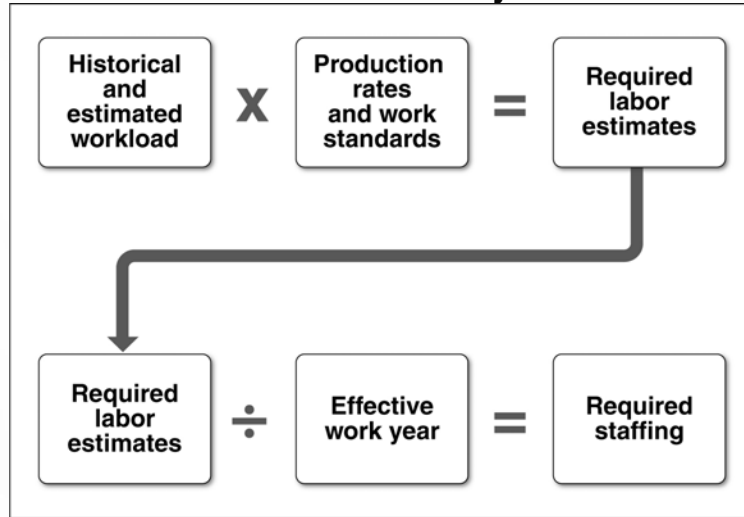 Historical
and
estimated
workload
x
Production
rates
and work
standards
=
Required
labor
estimates
Required
labor
estimates
÷
Effective
work year
=
Required
staffing